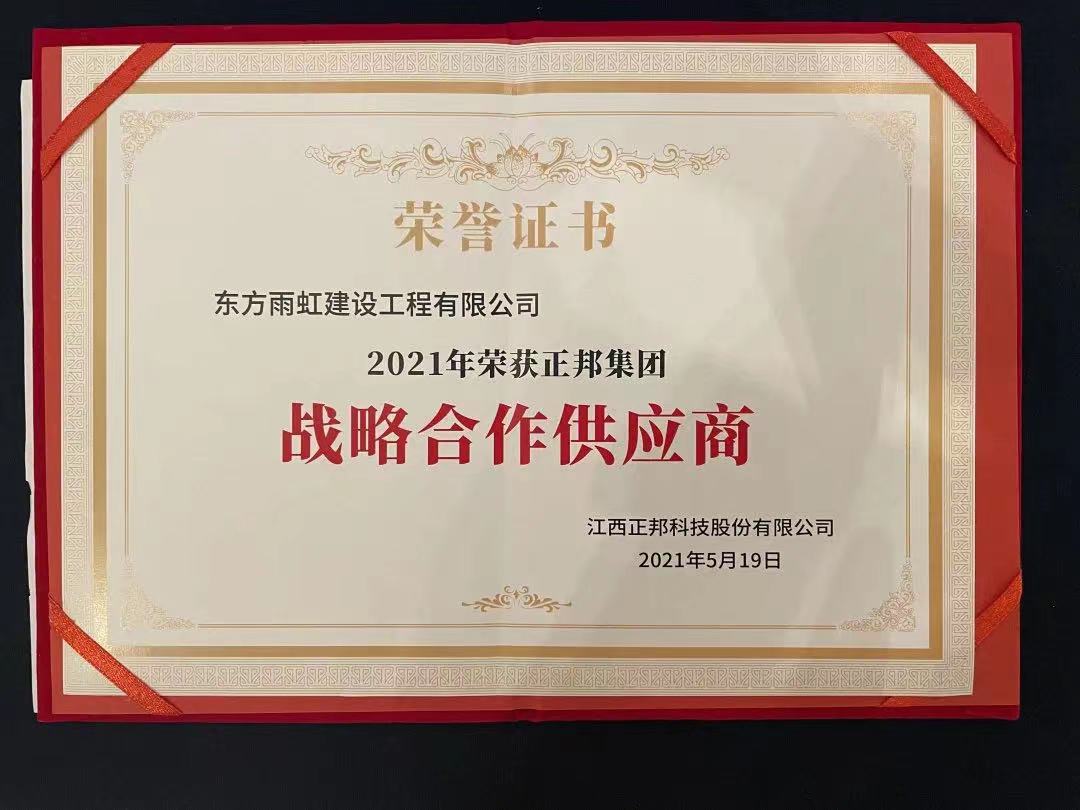 荣誉证书
东方雨虹建设工程有限公司
2021年荣获正邦集团
战略合作供应商
江西正邦科技股份有限公司
2021年5月19日